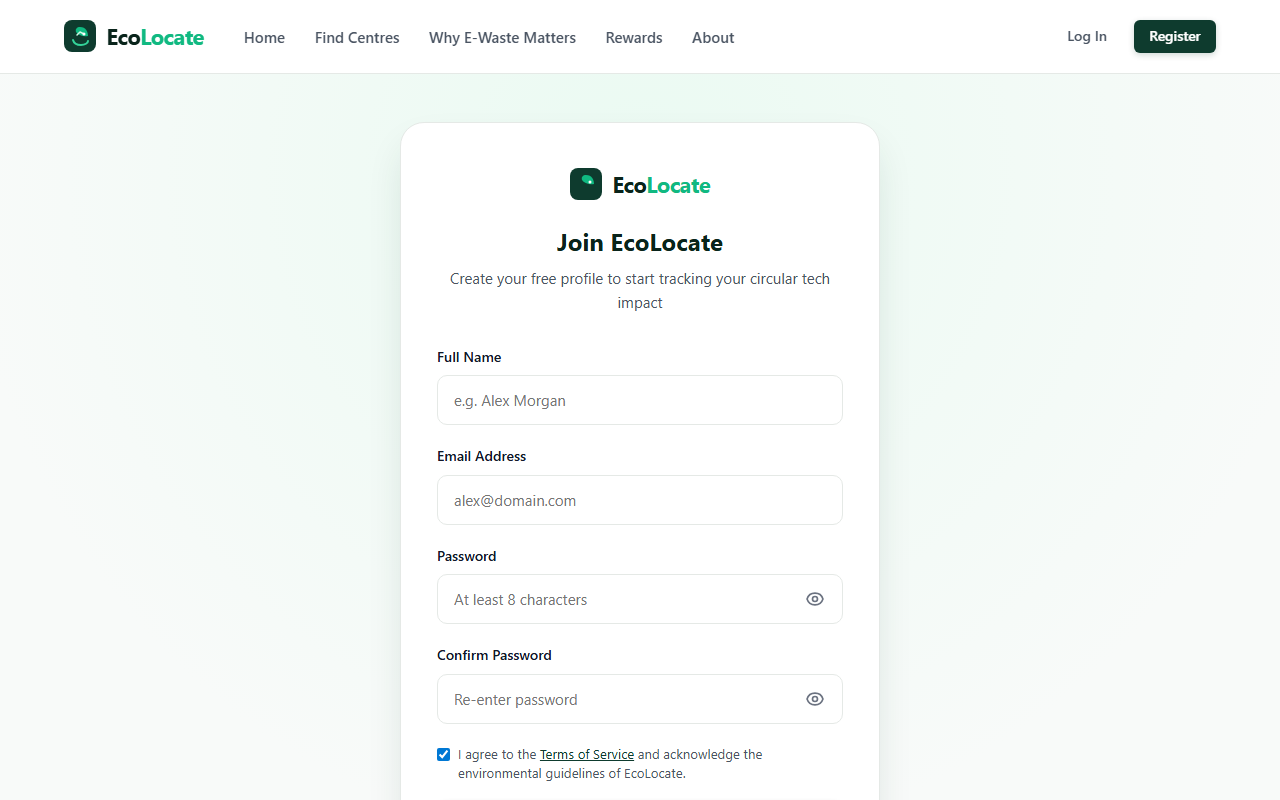 EcoLocate Home Find Centres Why E-Waste Matters Rewards About Log In Register
EcoLocate
Join EcoLocate
Create your free profile to start tracking your circular tech
impact
Full Name
e.g. Alex Morgan
Email Address
alex@domain.com
Password
At least 8 characters
Confirm Password
Re-enter password
I agree to the Terms of Service and acknowledge the
environmental guidelines of EcoLocate.